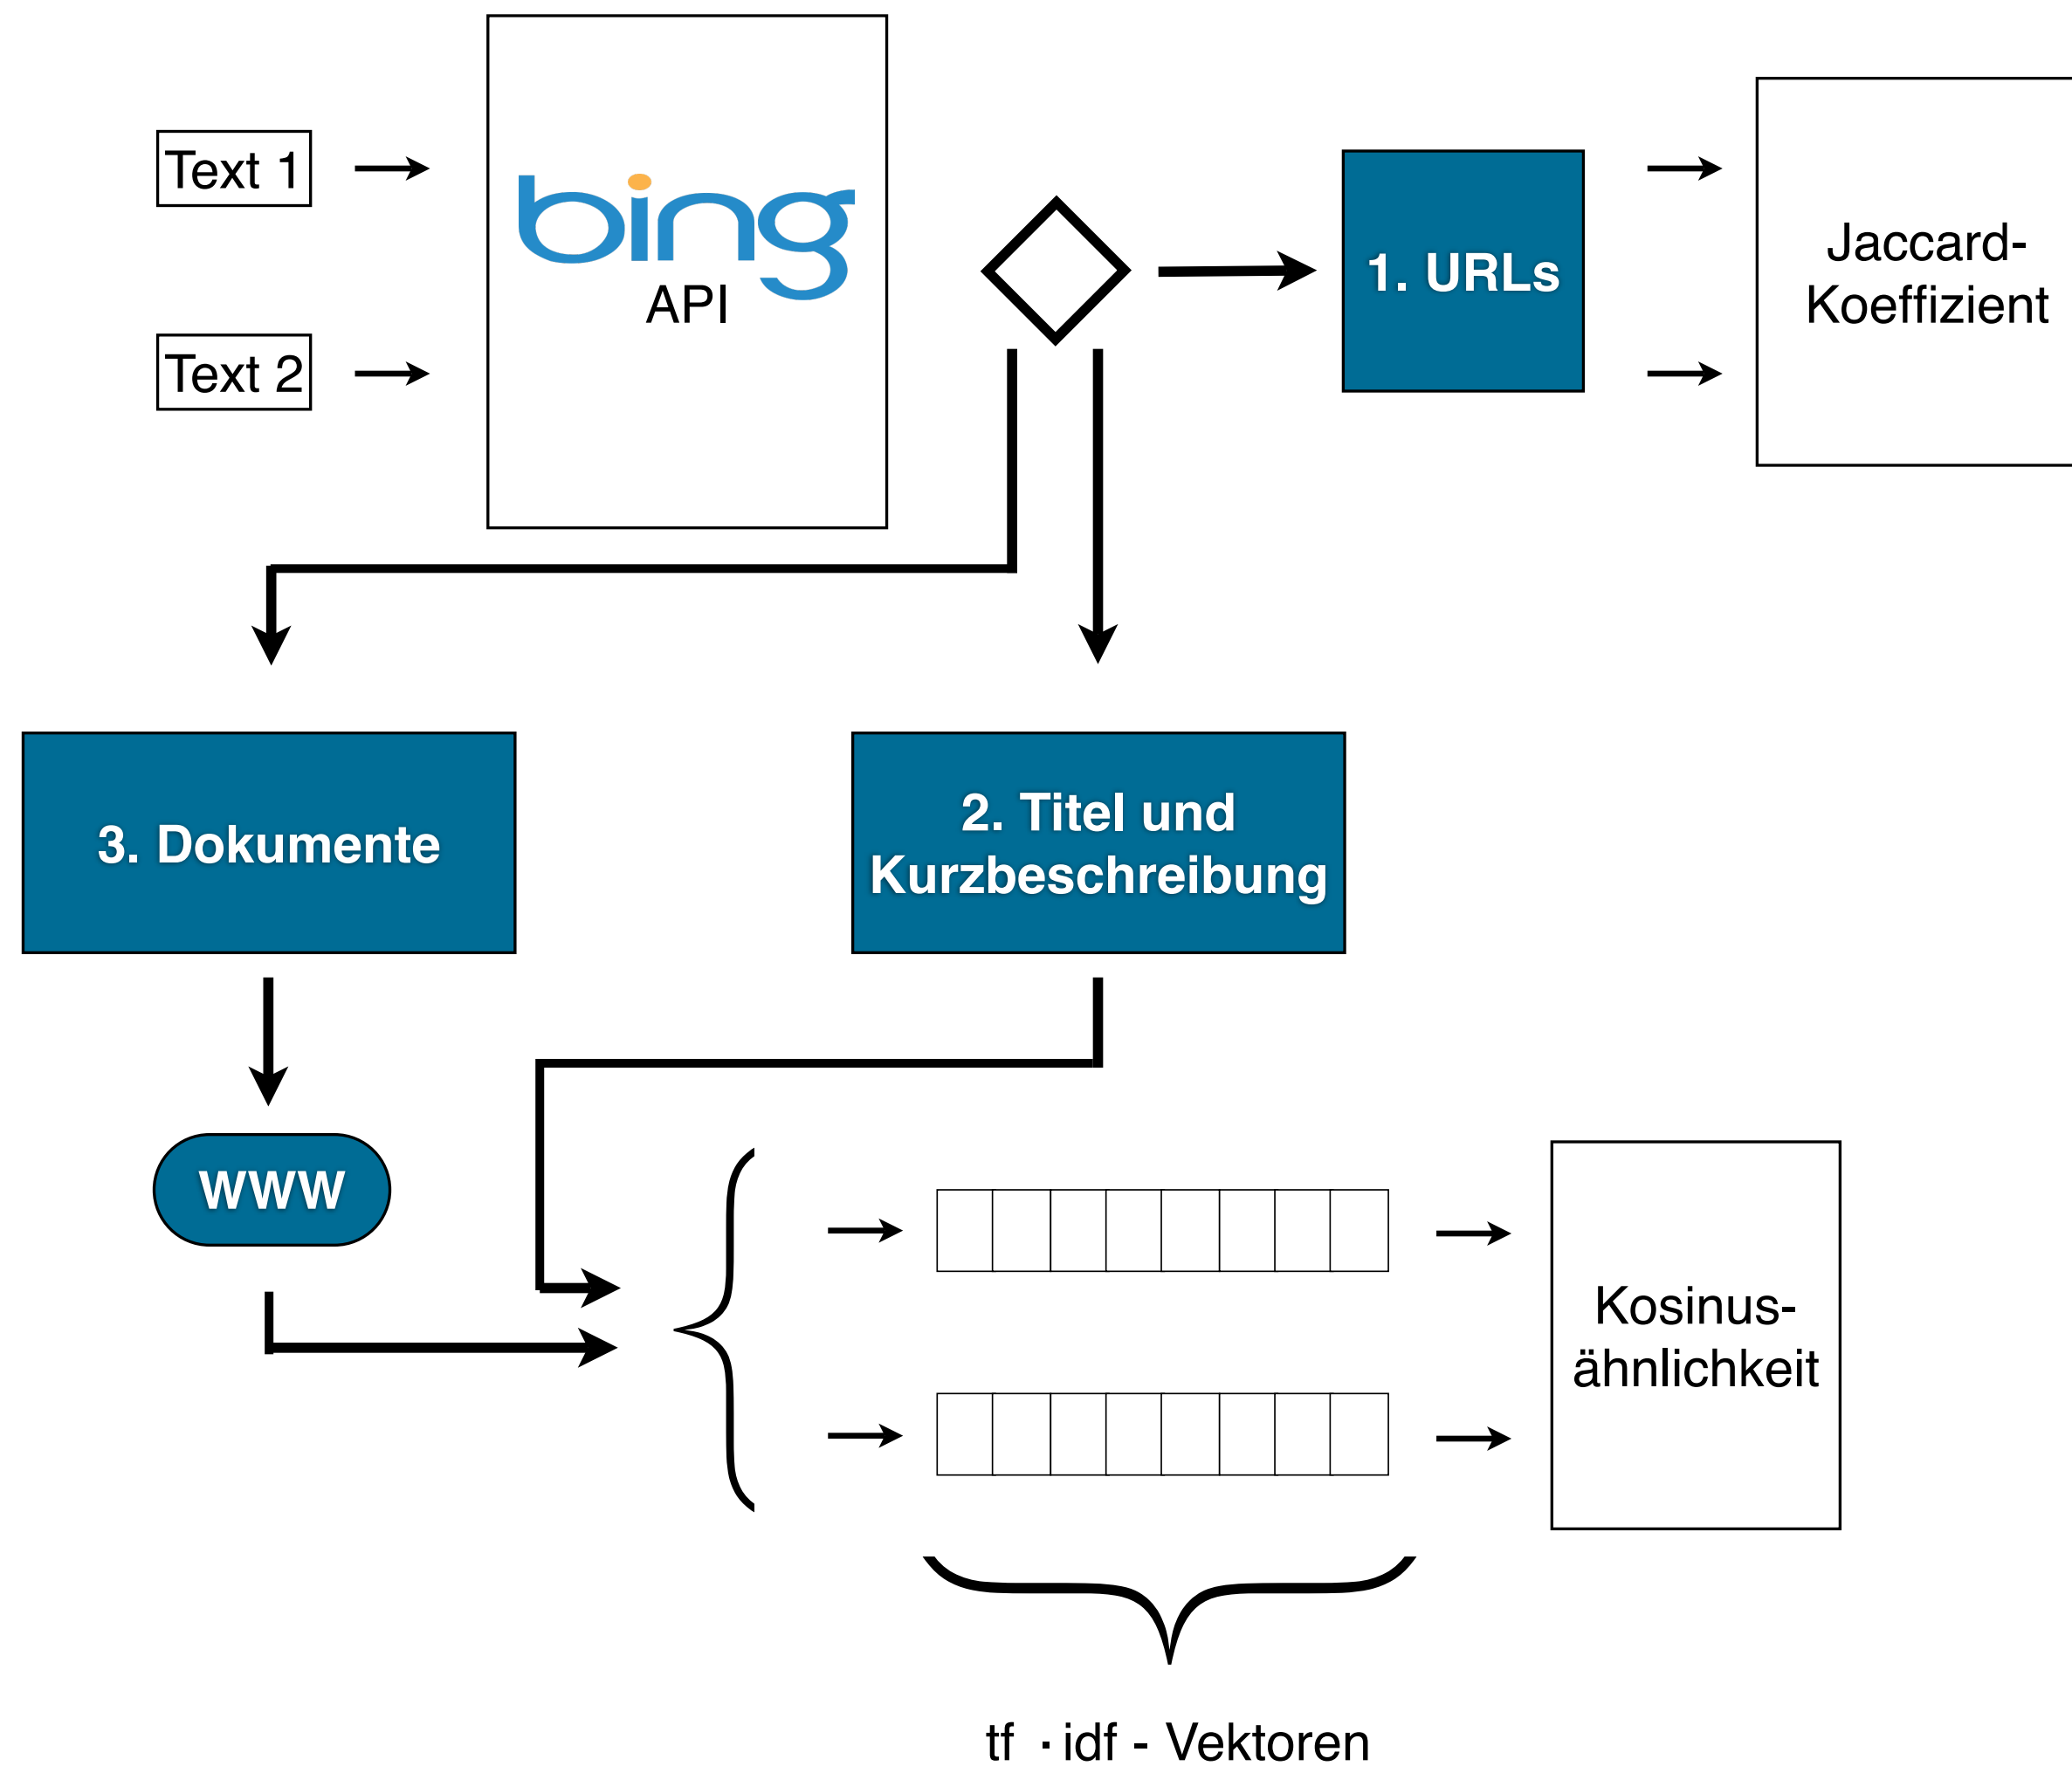 Text 1
Text 2
bing
API
1. URLs
Jaccard-
Koeffizient
3. Dokumente
2. Titel und
Kurzbeschreibung
WWW
Kosinus-
ähnlichkeit
tf · idf - Vektoren